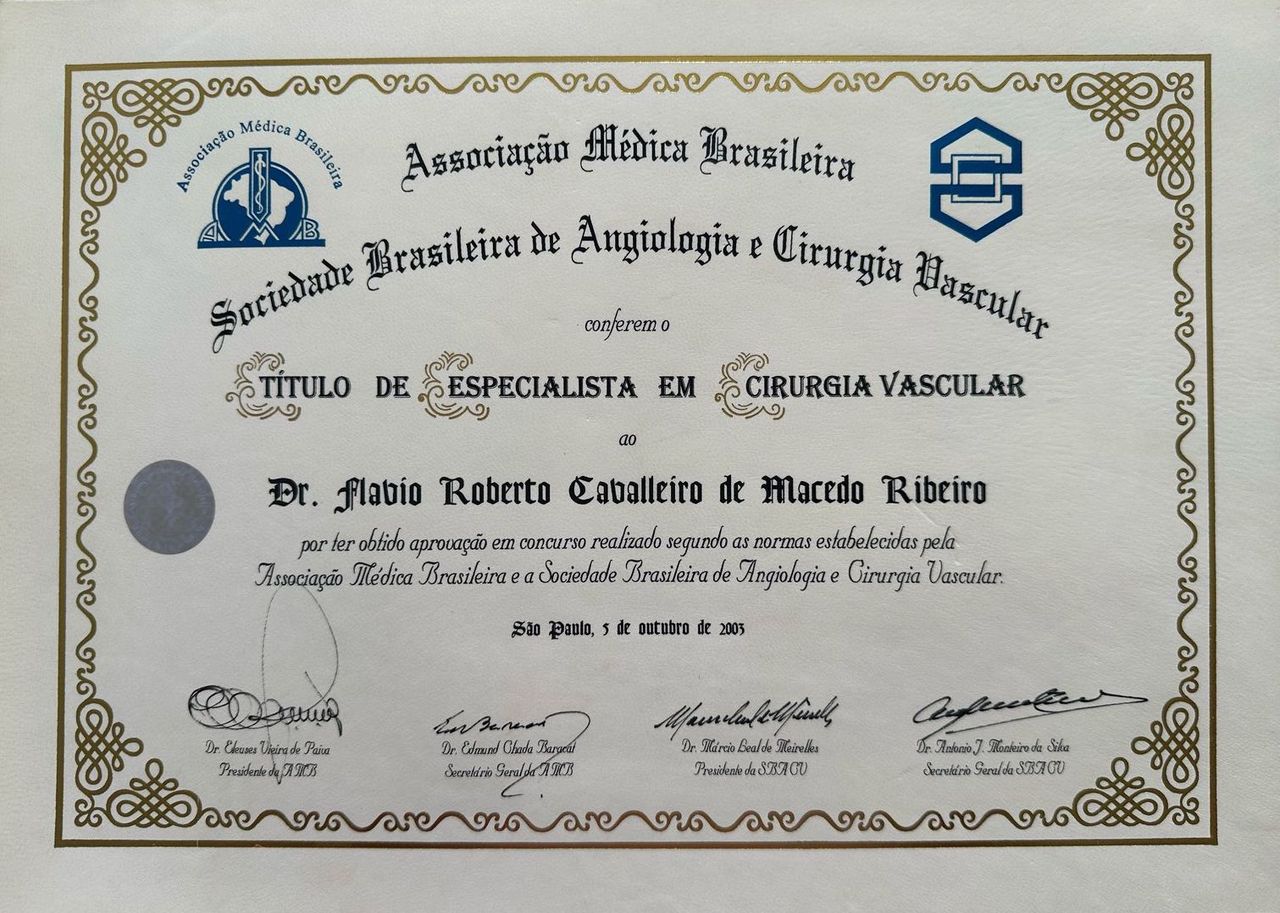 Associação Médica Brasileira
Associação Médica Brasileira
Sociedade Brasileira de Angiologia e Cirurgia Vascular
conferem o
TÍTULO DE ESPECIALISTA EM CIRURGIA VASCULAR
ao
Dr. Flavio Roberto Cavalleiro de Macedo Ribeiro
por ter obtido aprovação em concurso realizado segundo as normas estabelecidas pela
Associação Médica Brasileira e a Sociedade Brasileira de Angiologia e Cirurgia Vascular.
São Paulo, 5 de outubro de 2003
Dr. Eleuses Vieira de Paiva
Presidente da AMB
Dr. Edmund Chada Baracat
Secretário Geral da AMB
Dr. Márcio Leal de Meirelles
Presidente da SBACV
Dr. Antonio J. Monteiro da Silva
Secretário Geral da SBACV